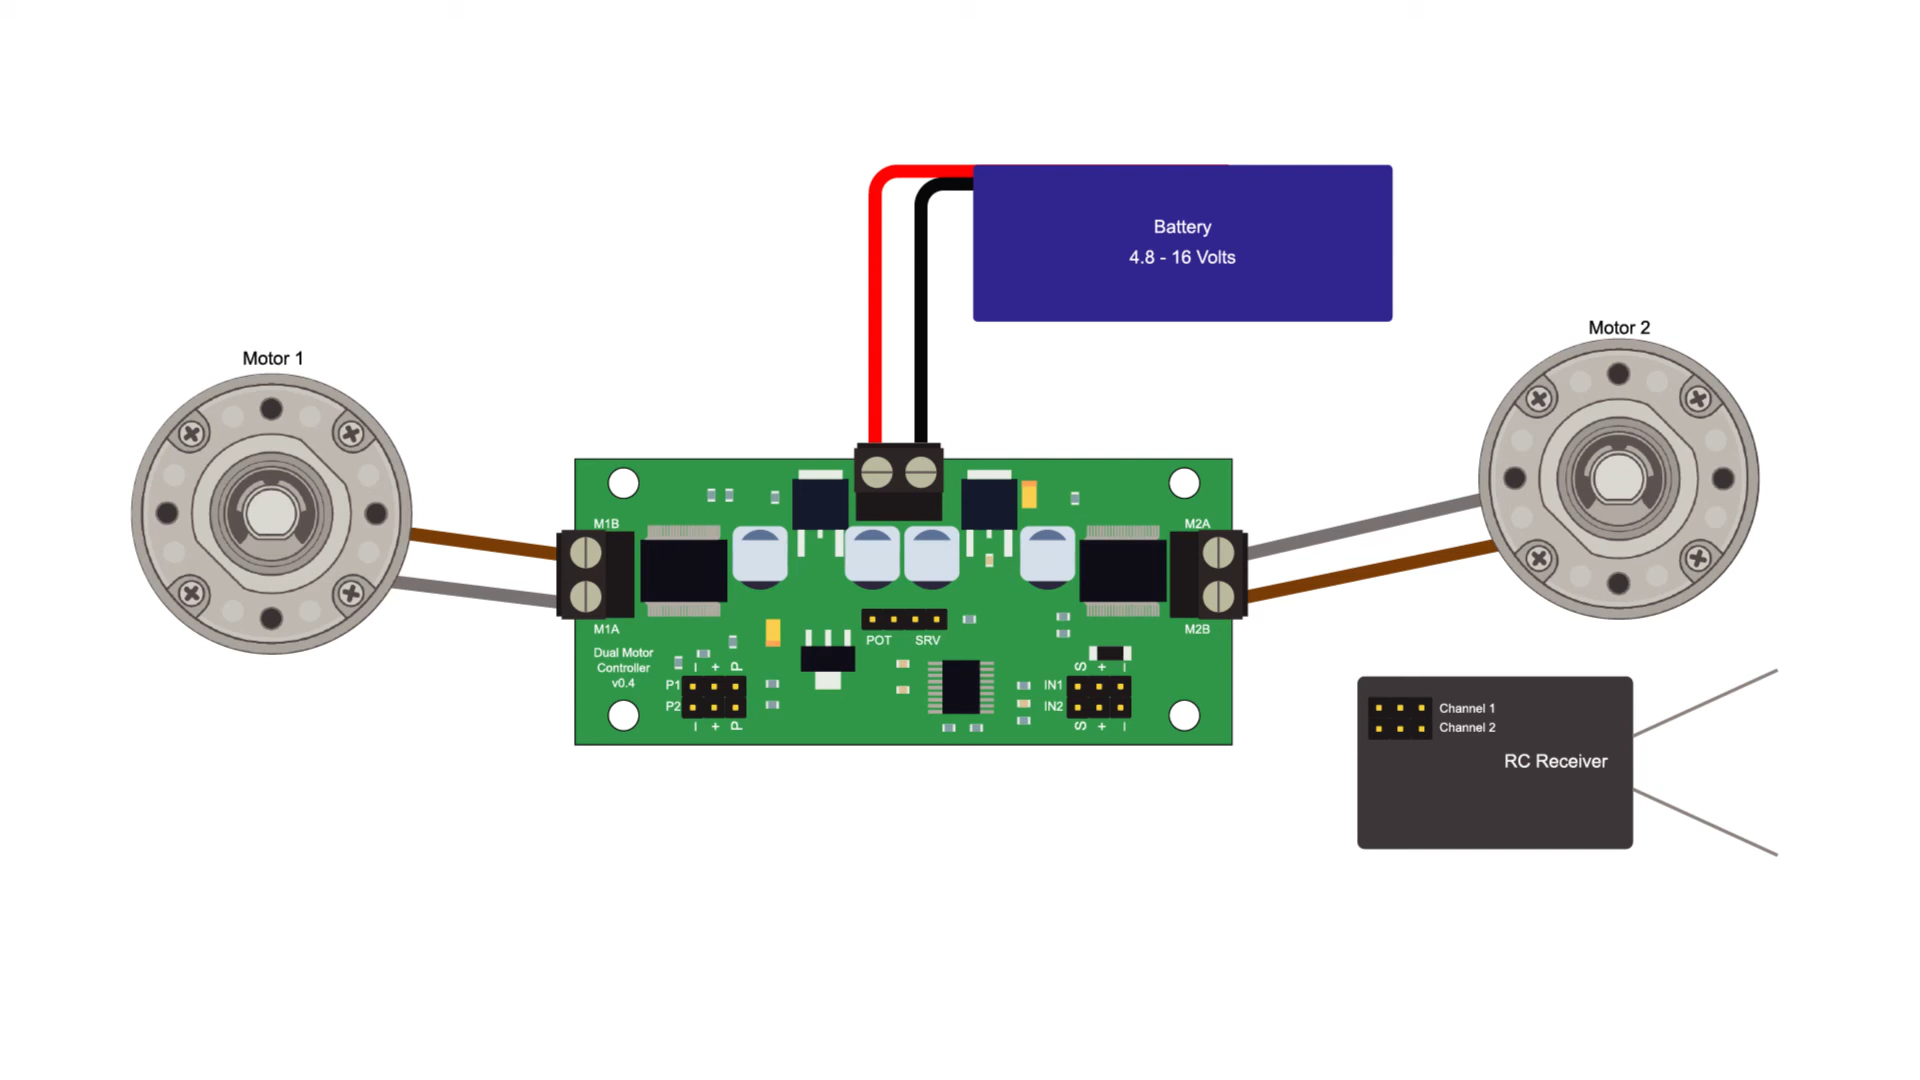 Battery
4.8 - 16 Volts
Motor 1
Motor 2
M1B
M2A
M1A
M2B
POT SRV
Dual Motor
Controller
v0.4
− + P
P1
P2
− + P
S + −
IN1
IN2
S + −
Channel 1
Channel 2
RC Receiver